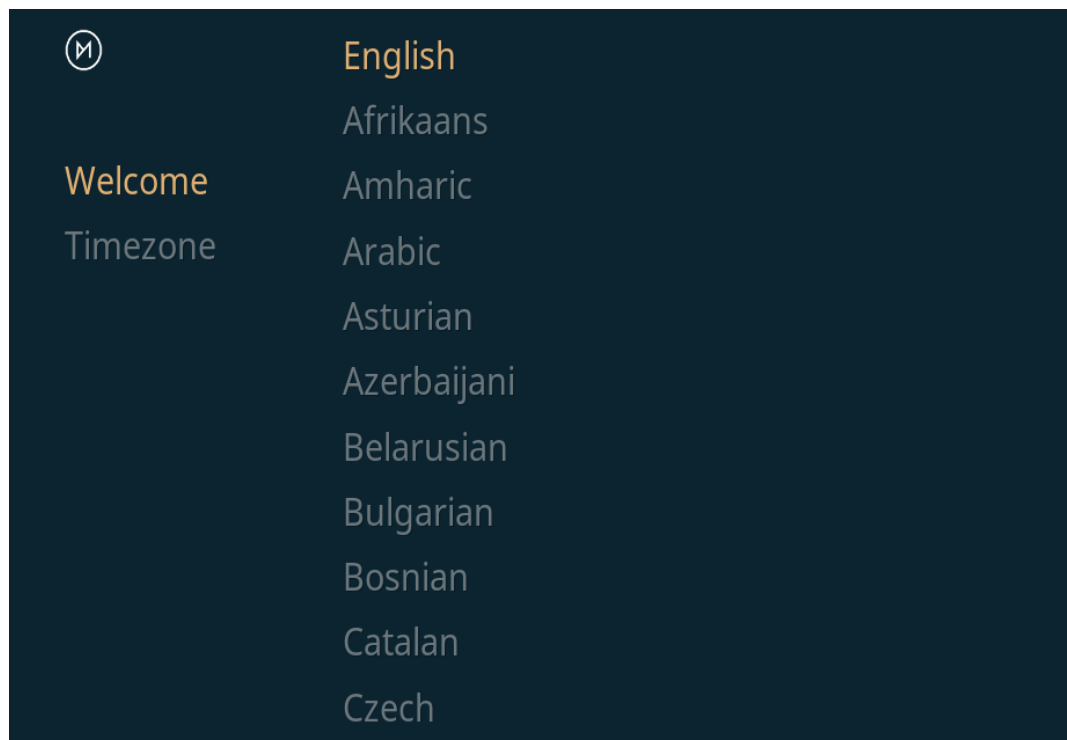 Welcome
Timezone
English
Afrikaans
Amharic
Arabic
Asturian
Azerbaijani
Belarusian
Bulgarian
Bosnian
Catalan
Czech